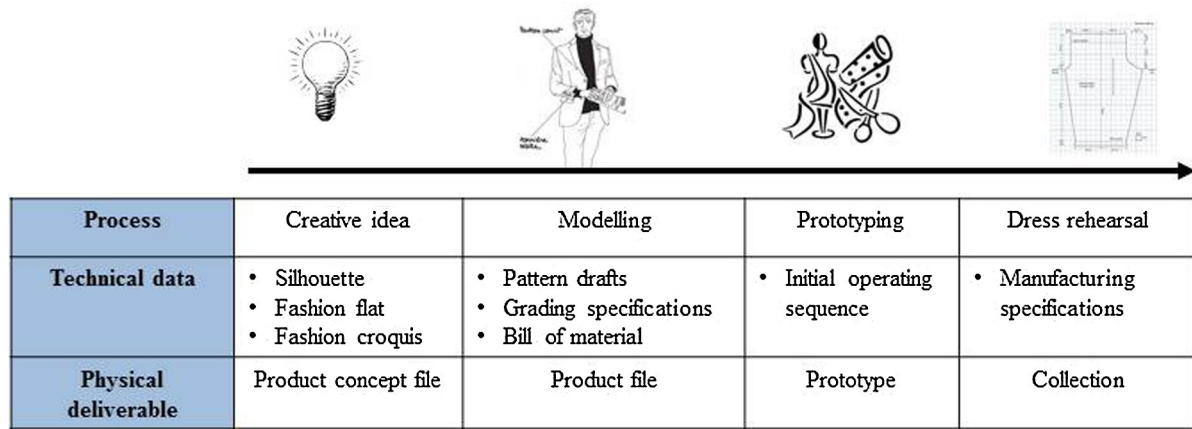 Process
Creative idea
Modelling
Prototyping
Dress rehearsal
Technical data
• Silhouette
• Fashion flat
• Fashion croquis
• Pattern drafts
• Grading specifications
• Bill of material
• Initial operating
sequence
• Manufacturing
specifications
Physical
deliverable
Product concept file
Product file
Prototype
Collection